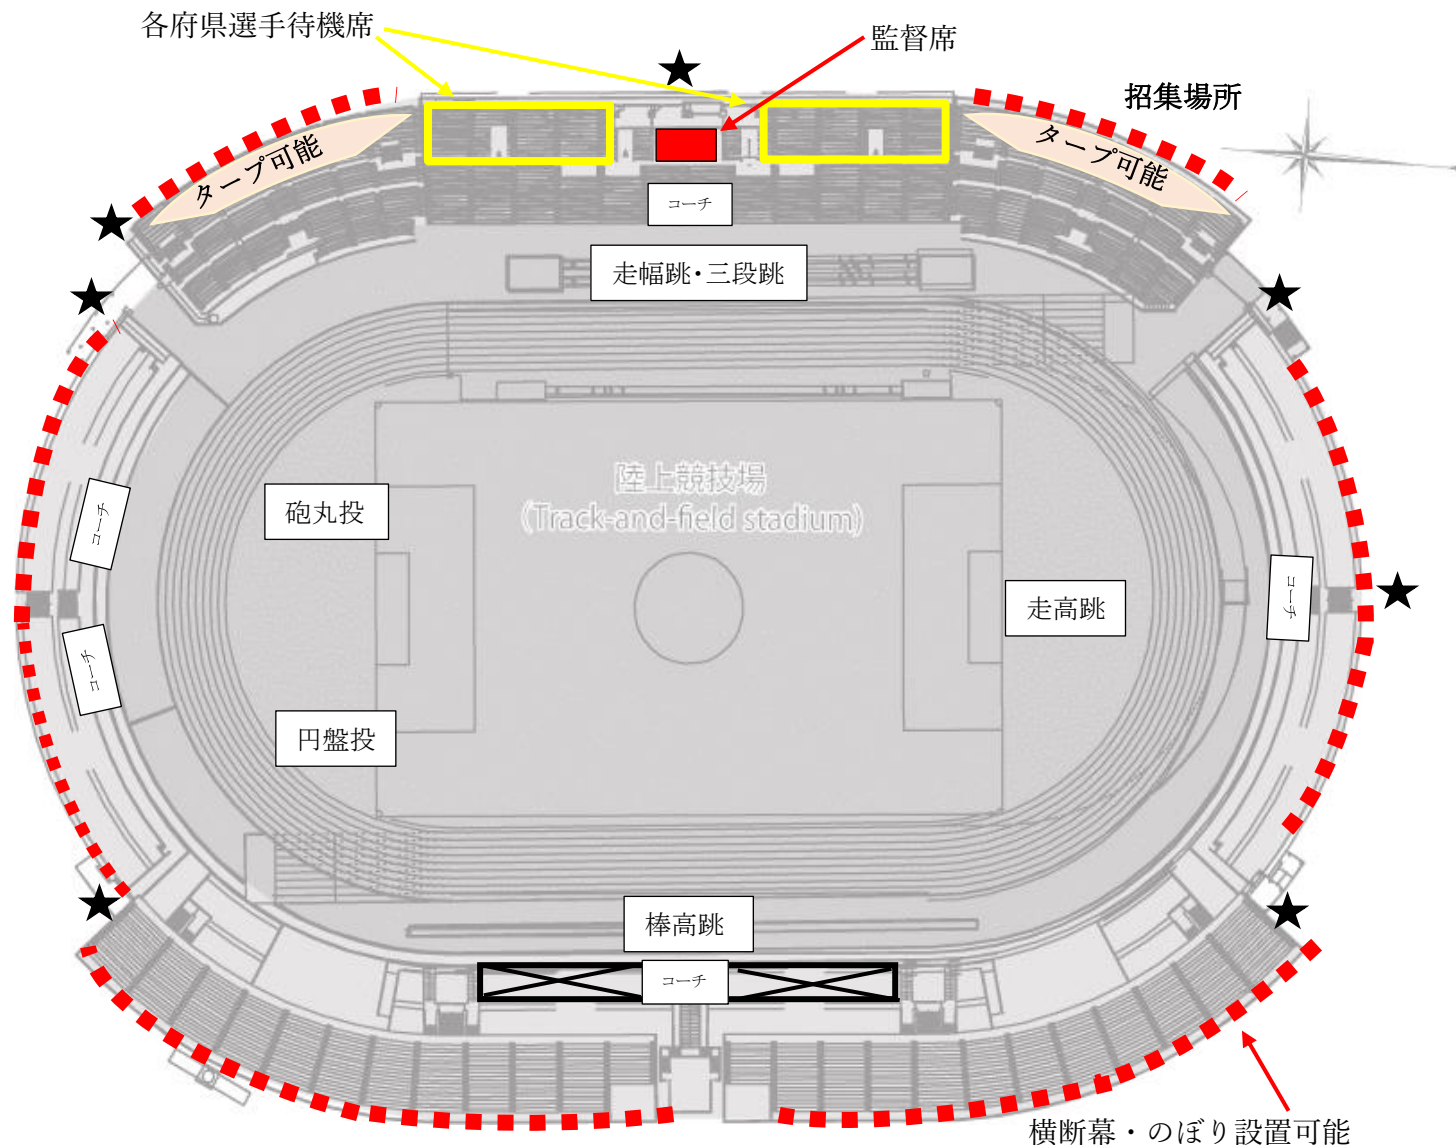 各府県選手待機席
監督席
招集場所
タープ可能
タープ可能
コーチ
走幅跳・三段跳
陸上競技場
(Track-and-field stadium)
砲丸投
コーチ
走高跳
コーチ
コーチ
円盤投
棒高跳
コーチ
横断幕・のぼり設置可能